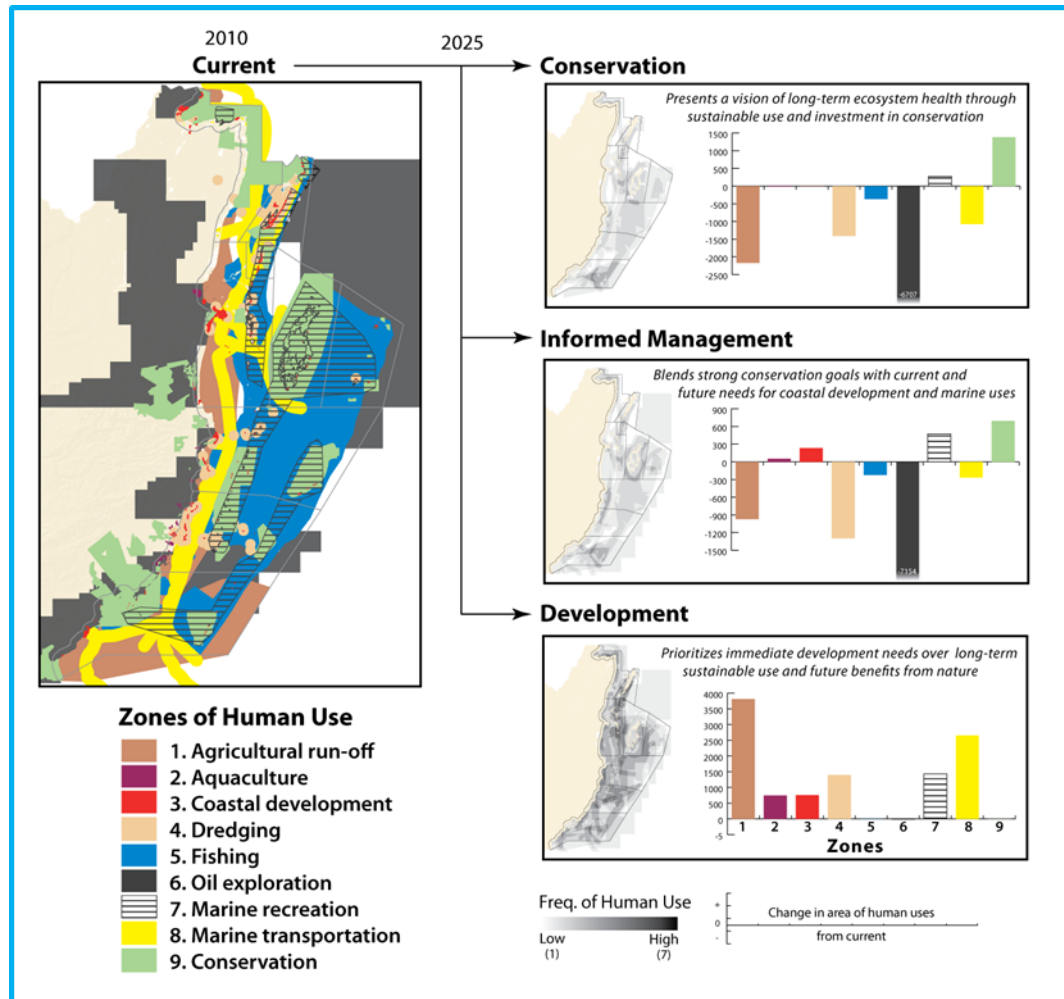 2010
Current
2025
Conservation
Presents a vision of long-term ecosystem health through
sustainable use and investment in conservation
1500
1000
500
0
-500
-1000
-1500
-2000
-2500
-6707
Informed Management
Blends strong conservation goals with current and
future needs for coastal development and marine uses
900
600
300
0
-300
-600
-900
-1200
-1500
-7154
Development
Prioritizes immediate development needs over long-term
sustainable use and future benefits from nature
4000
3500
3000
2500
2000
1500
1000
500
0
-5
1 2 3 4 5 6 7 8 9
Zones
Zones of Human Use
1. Agricultural run-off
2. Aquaculture
3. Coastal development
4. Dredging
5. Fishing
6. Oil exploration
7. Marine recreation
8. Marine transportation
9. Conservation
Freq. of Human Use
Low High
(1) (7)
+
0
-
Change in area of human uses
from current